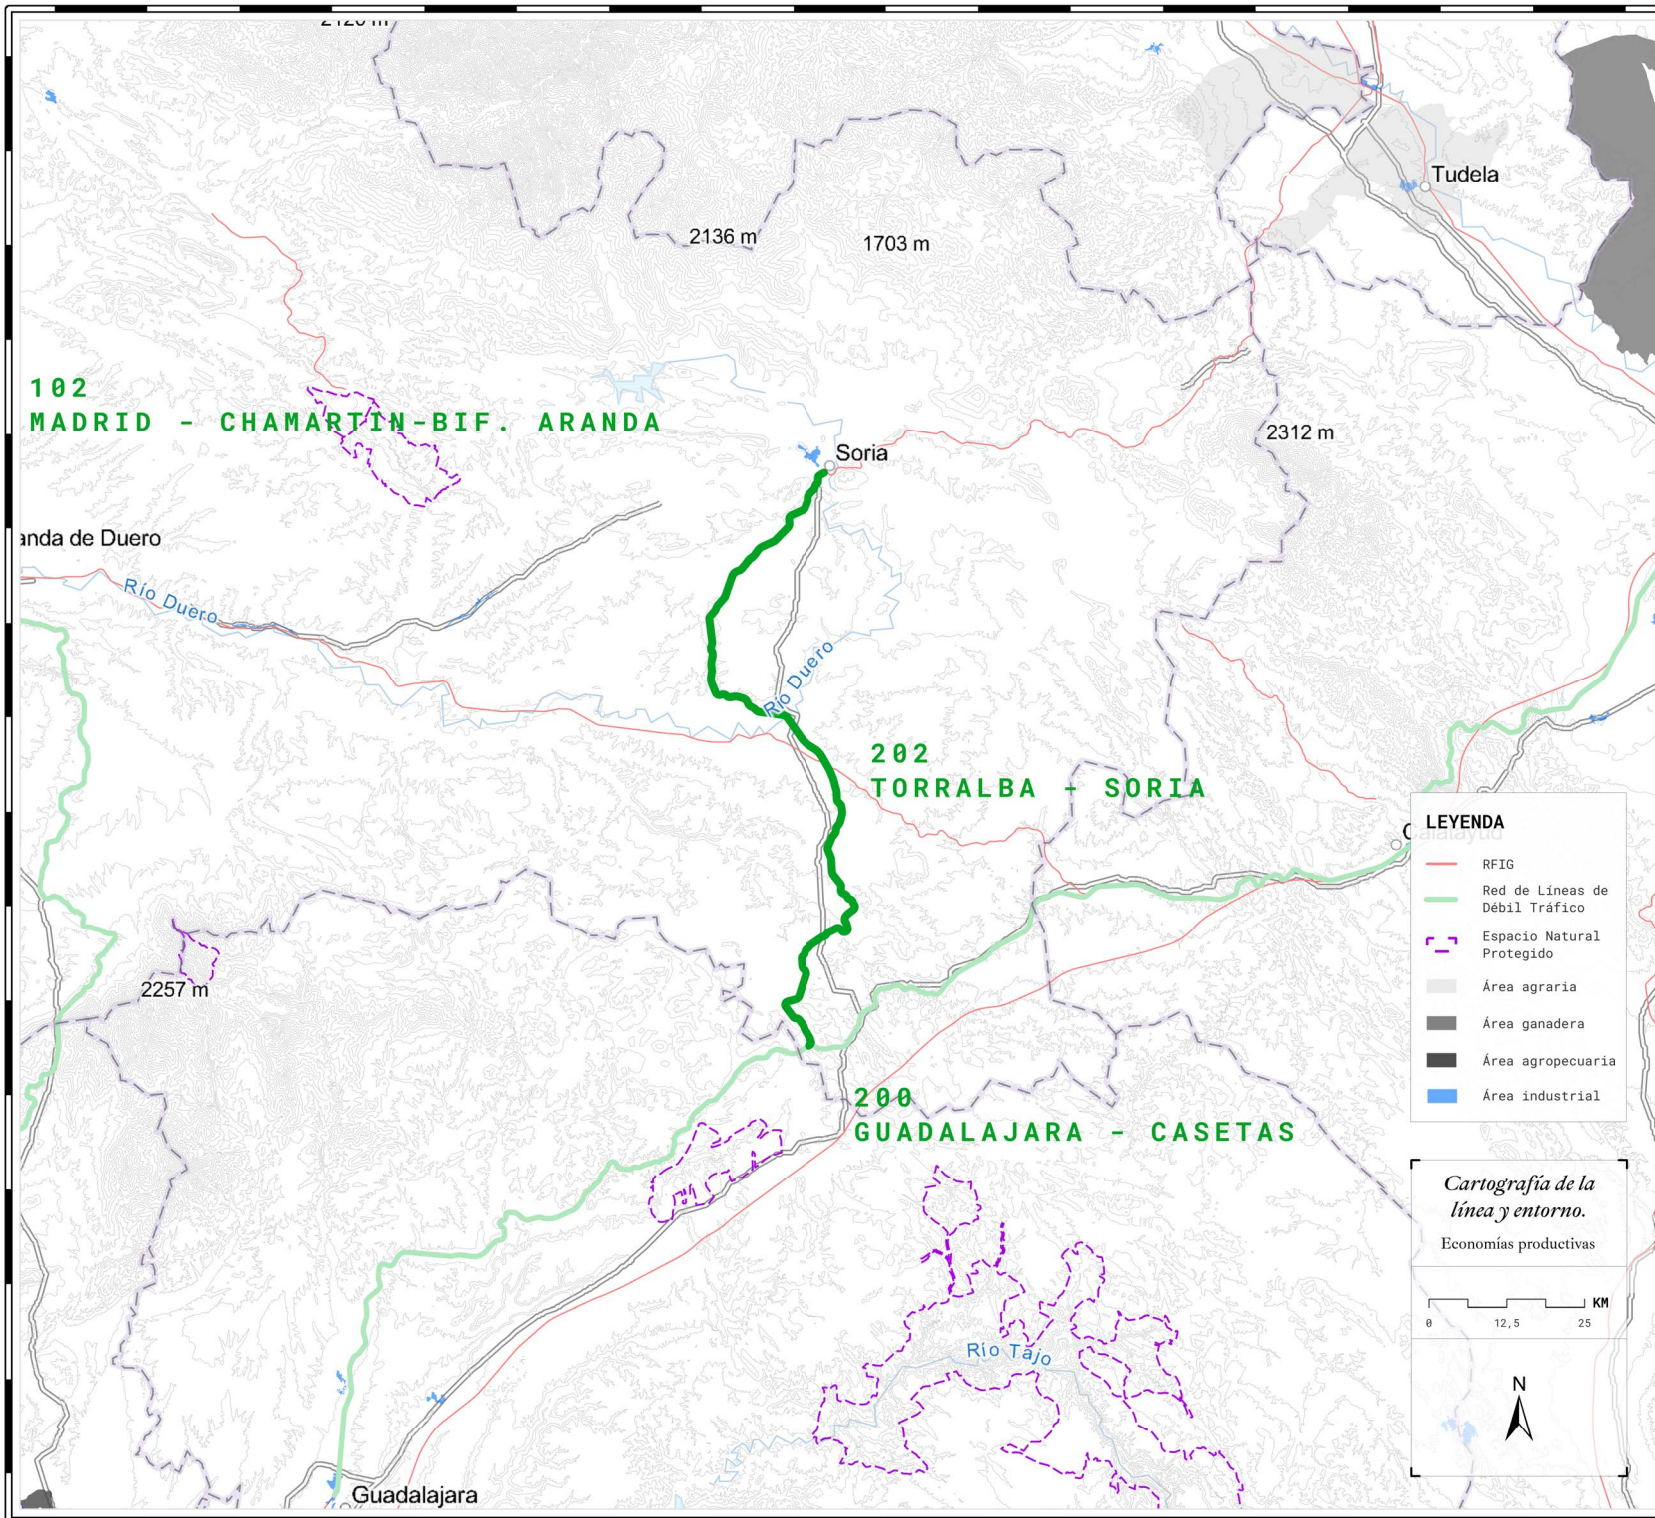 Tudela
2136 m
1703 m
102
MADRID - CHAMARTÍN-BIF. ARANDA
2312 m
Soria
anda de Duero
Río Duero
Río Duero
202
TORRALBA - SORIA
2257 m
200
GUADALAJARA - CASETAS
Río Tajo
Guadalajara
LEYENDA
RFIG
Red de Líneas de
Débil Tráfico
Espacio Natural
Protegido
Área agraria
Área ganadera
Área agropecuaria
Área industrial
Cartografía de la
línea y entorno.
Economías productivas
KM
0 12,5 25
N